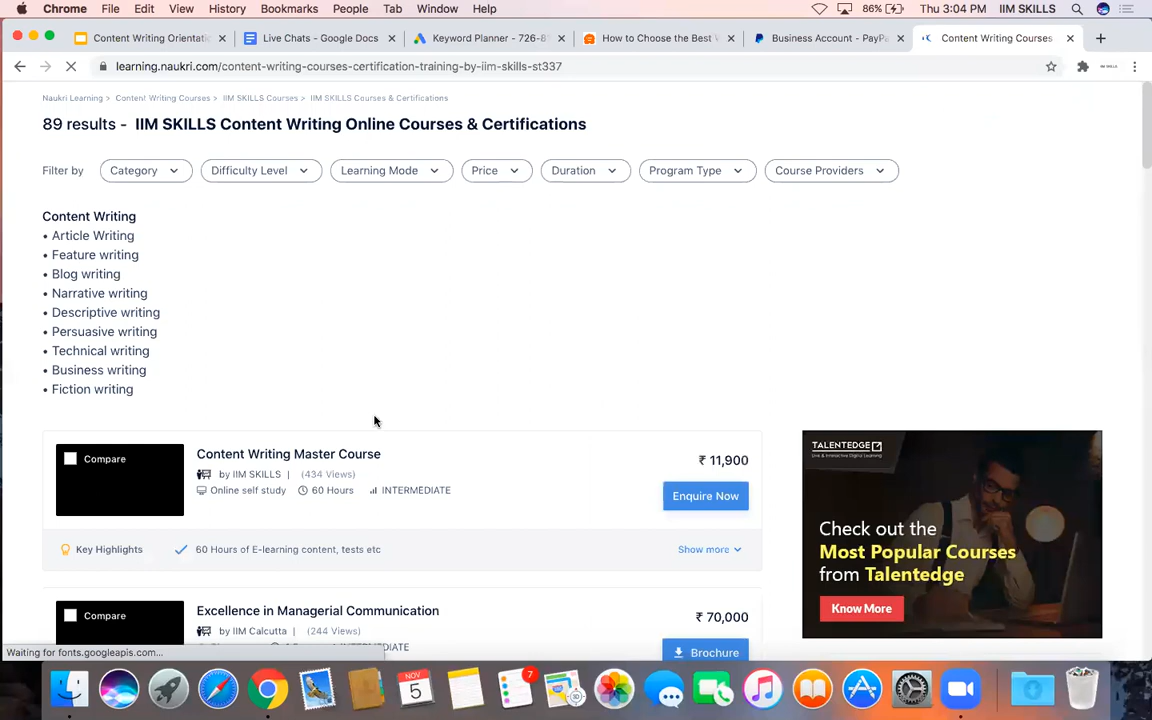 Chrome File Edit View History Bookmarks People Tab Window Help 86% Thu 3:04 PM IIM SKILLS
Content Writing Orientati Live Chats - Google Docs Keyword Planner - 726-8 How to Choose the Best Business Account - PayPa Content Writing Courses
learning.naukri.com/content-writing-courses-certification-training-by-iim-skills-st337
Naukri Learning > Content Writing Courses > IIM SKILLS Courses > IIM SKILLS Courses & Certifications
89 results - IIM SKILLS Content Writing Online Courses & Certifications
Filter by Category Difficulty Level Learning Mode Price Duration Program Type Course Providers
Content Writing
• Article Writing
• Feature writing
• Blog writing
• Narrative writing
• Descriptive writing
• Persuasive writing
• Technical writing
• Business writing
• Fiction writing
Compare
Content Writing Master Course
by IIM SKILLS | (434 Views)
Online self study 60 Hours INTERMEDIATE
₹ 11,900
Enquire Now
Key Highlights 60 Hours of E-learning content, tests etc Show more
Compare
Excellence in Managerial Communication
by IIM Calcutta | (244 Views)
₹ 70,000
Brochure
TALENTEDGE
Live & Interactive Digital Learning
Check out the
Most Popular Courses
from Talentedge
Know More
Waiting for fonts.googleapis.com...
NOV
5
7